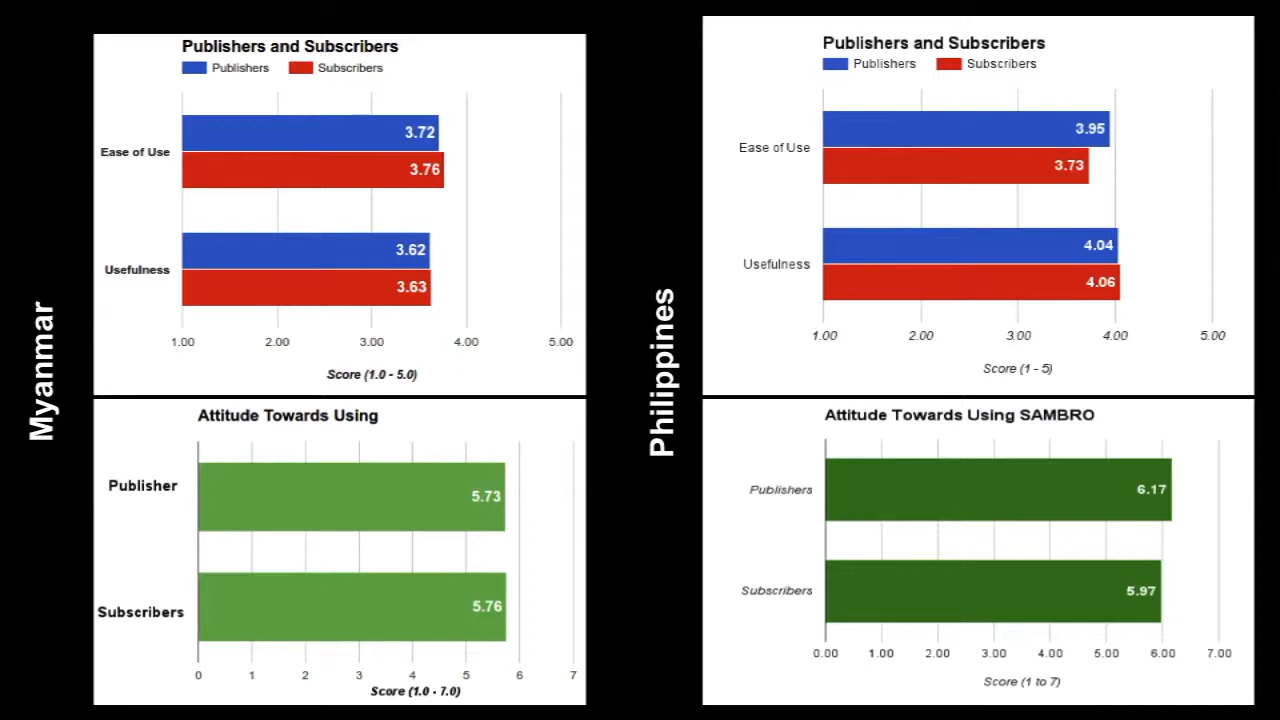 Myanmar
Publishers and Subscribers
Publishers Subscribers
Ease of Use
3.72
3.76
Usefulness
3.62
3.63
1.00 2.00 3.00 4.00 5.00
Score (1.0 - 5.0)
Attitude Towards Using
Publisher
5.73
Subscribers
5.76
0 1 2 3 4 5 6 7
Score (1.0 - 7.0)
Philippines
Publishers and Subscribers
Publishers Subscribers
Ease of Use
3.95
3.73
Usefulness
4.04
4.06
1.00 2.00 3.00 4.00 5.00
Score (1 - 5)
Attitude Towards Using SAMBRO
Publishers
6.17
Subscribers
5.97
0.00 1.00 2.00 3.00 4.00 5.00 6.00 7.00
Score (1 to 7)